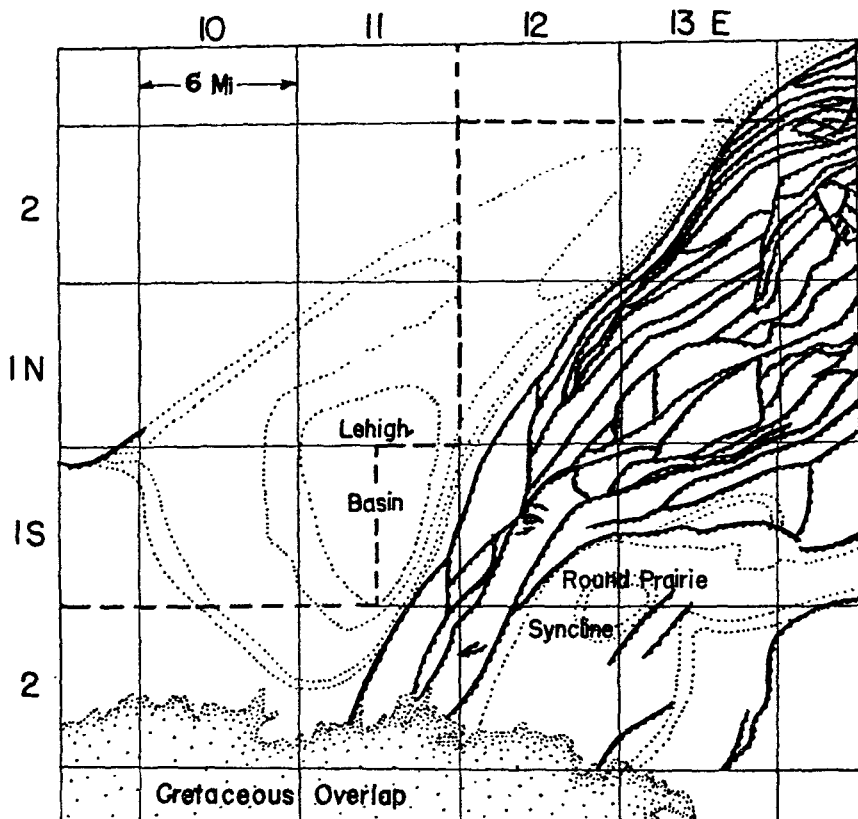 10 11 12 13 E
6 Mi
2
1N
Lehigh
Basin
1S
Round Prairie
Syncline
2
Cretaceous Overlap